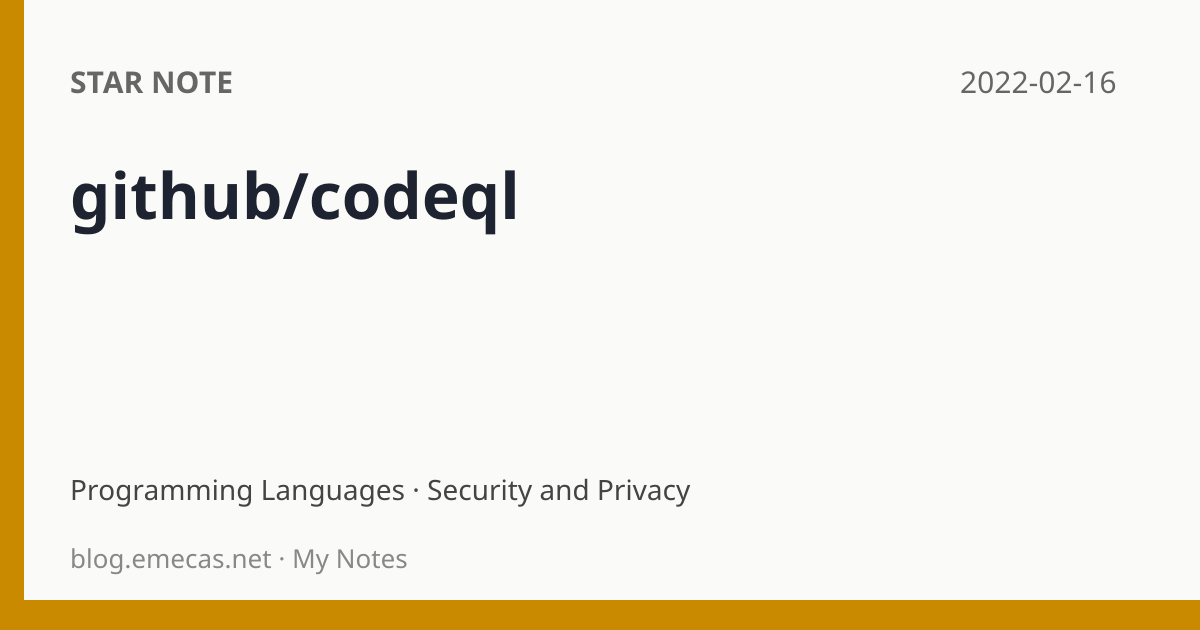 STAR NOTE
2022-02-16
github/codeql
Programming Languages · Security and Privacy
blog.emecas.net · My Notes